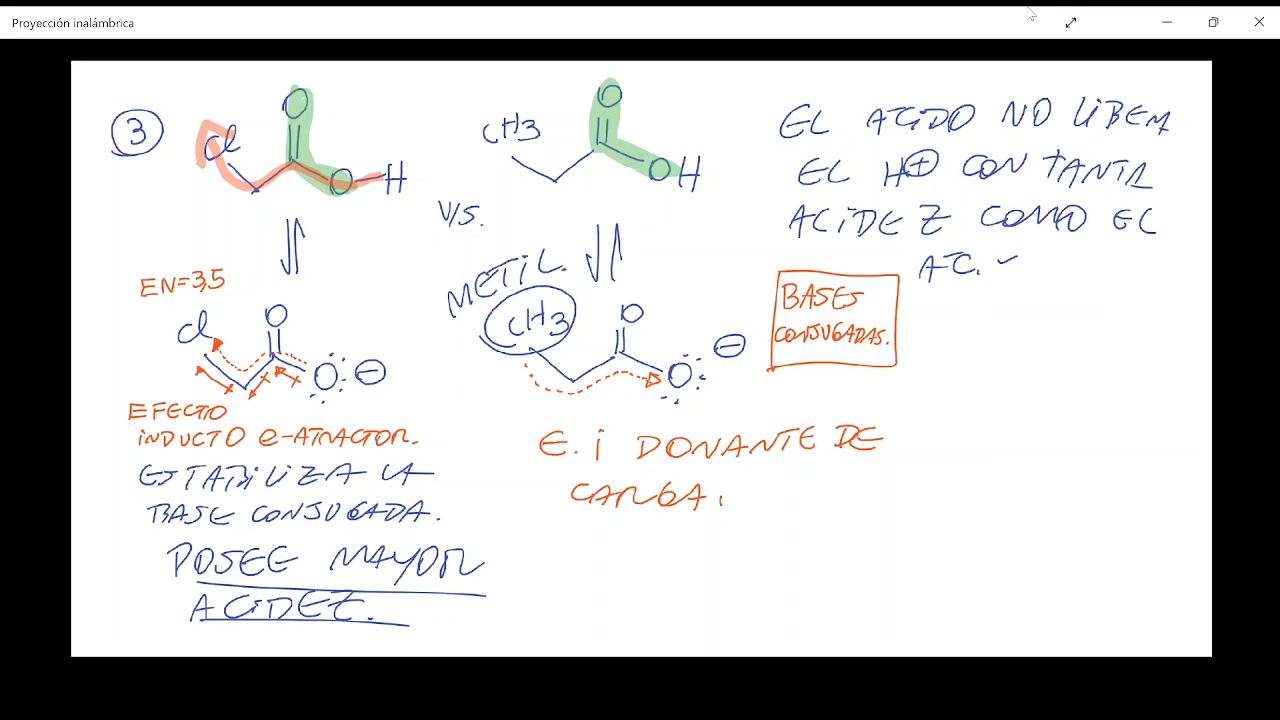 Proyección inalámbrica
3
Cl
O
O-H
CH3
O
OH
V/S.
EL ACIDO NO LIBERA
EL H+ CON TANTA
ACIDEZ COMO EL
AC.
EN=3,5
Cl
O
O
METIL.
CH3
O
O
BASES
CONJUGADAS.
EFECTO
INDUCTO e-ATRACTOR.
ESTABILIZA LA
BASE CONJUGADA.
POSEE MAYOR
ACIDEZ.
E. i DONANTE DE
CARGA.